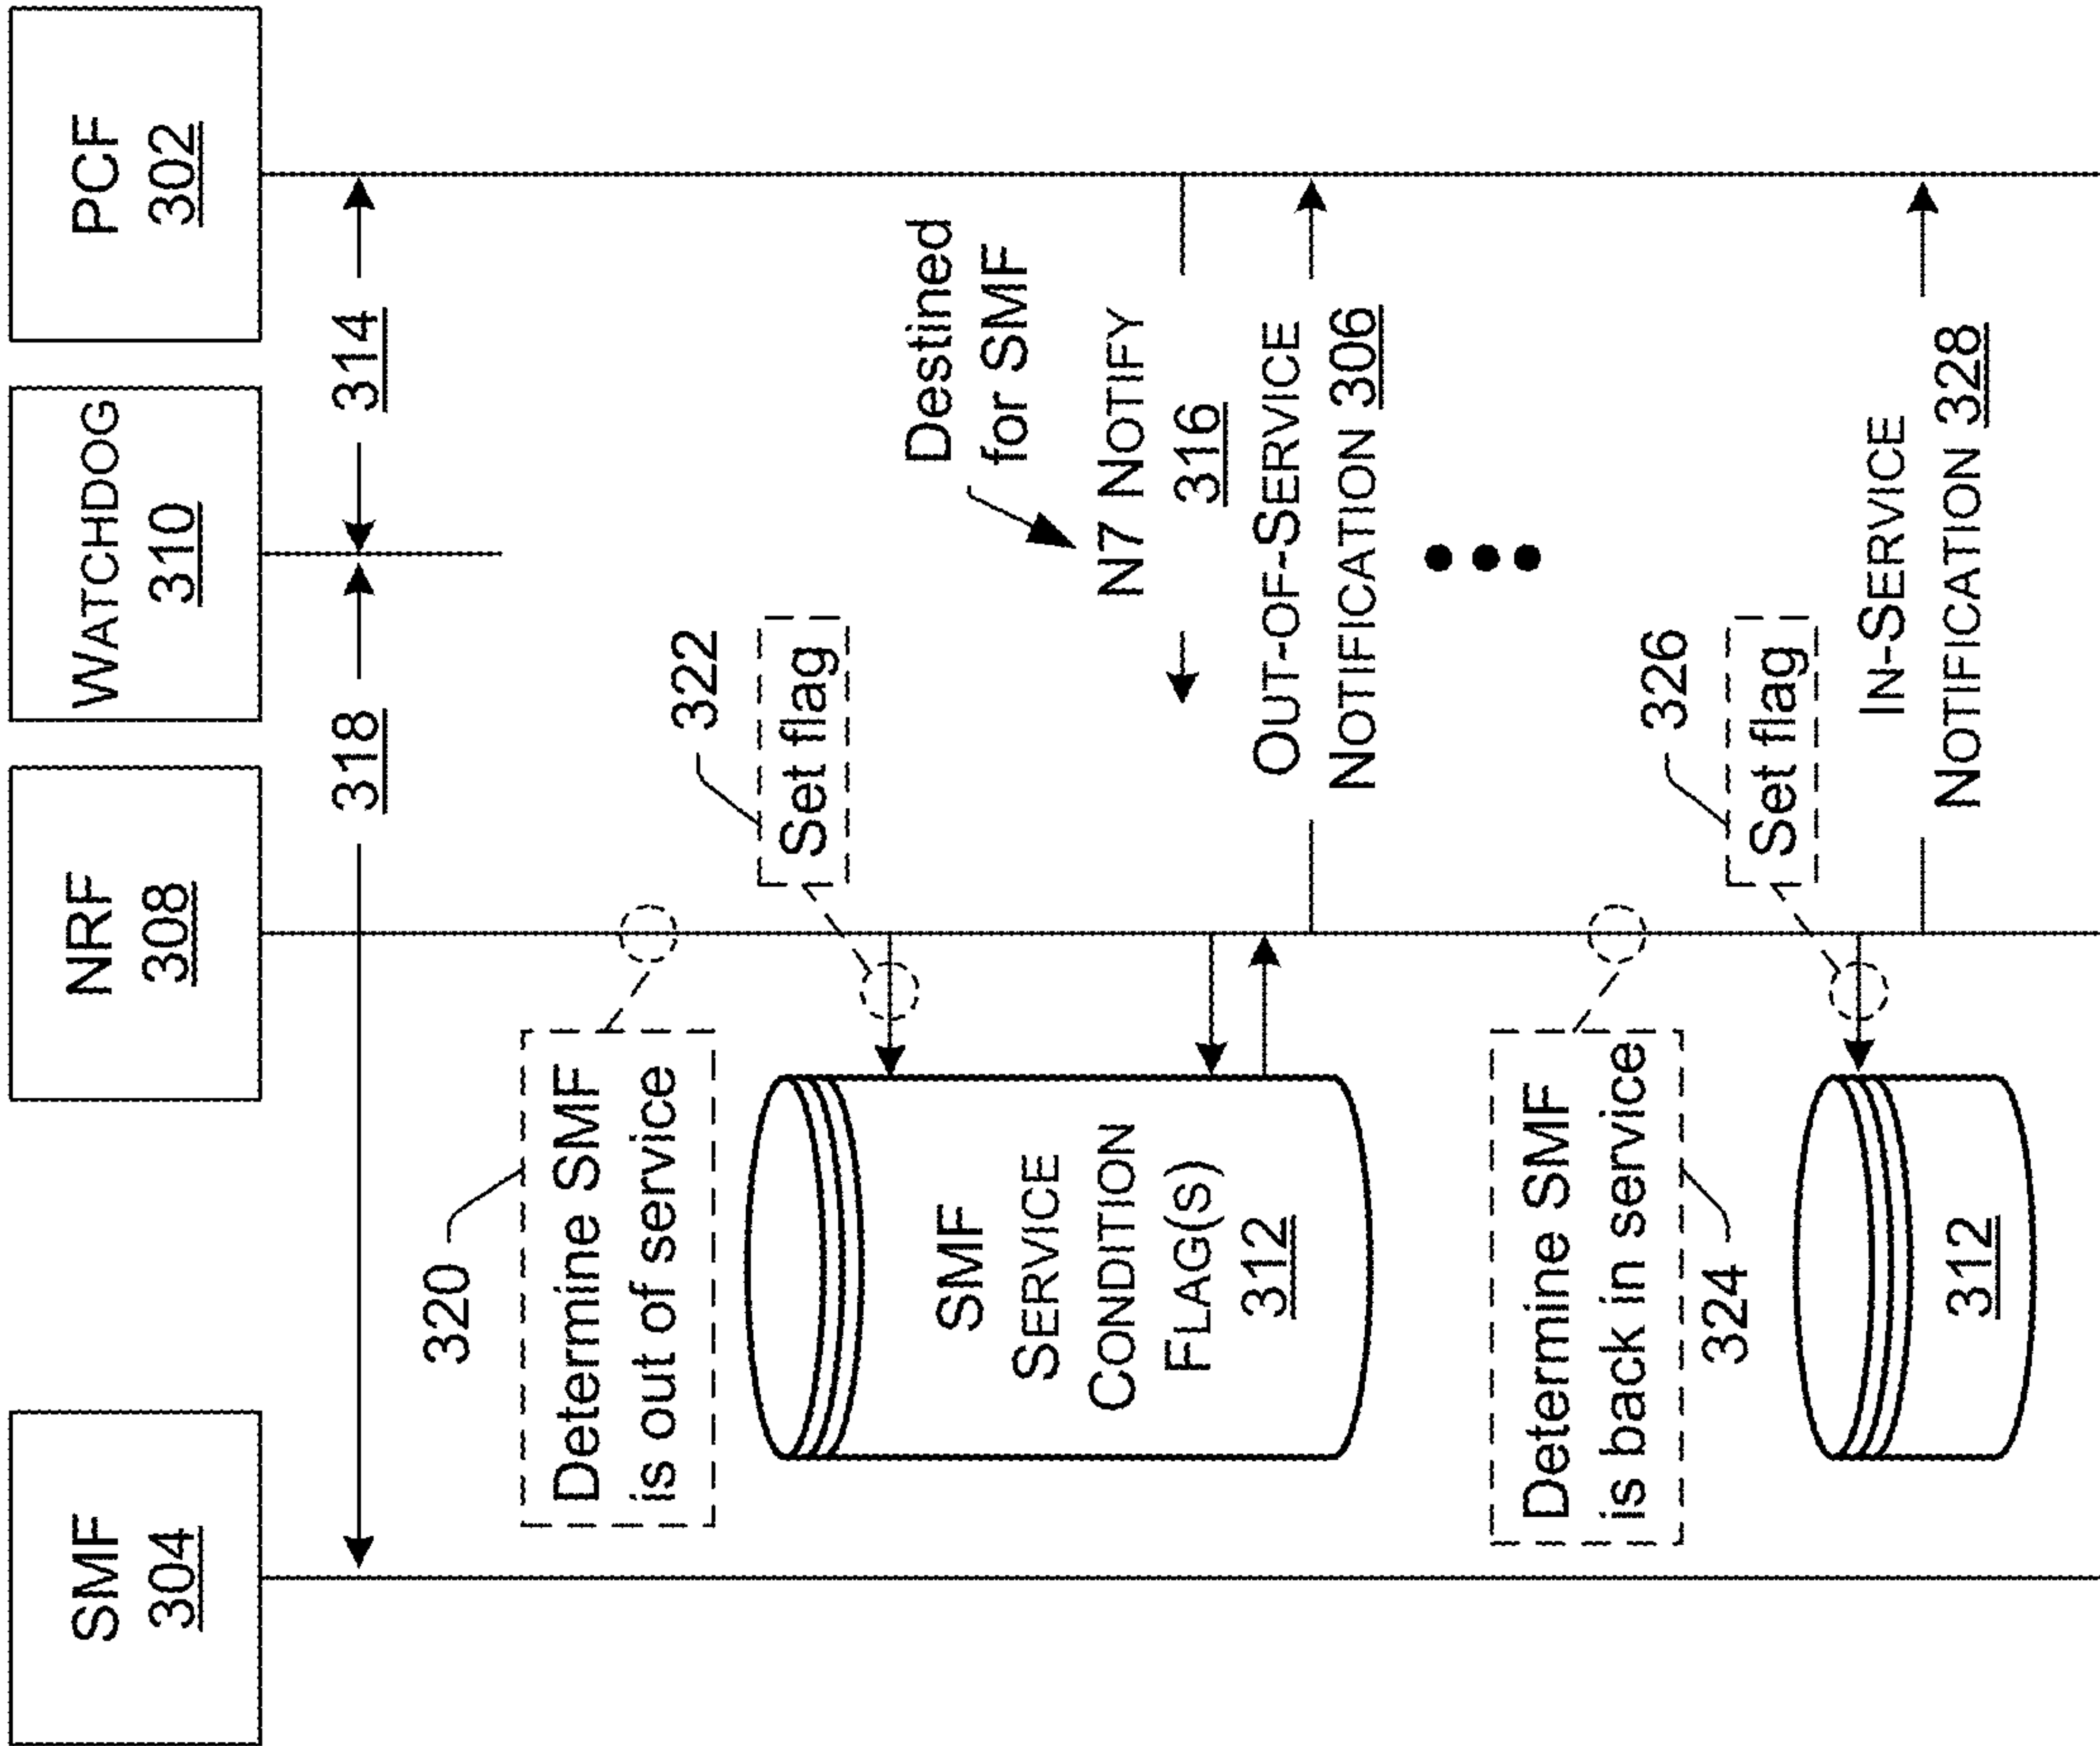 SMF
304
NRF
308
WATCHDOG
310
PCF
302
318
314
320
Determine SMF
is out of service
322
Set flag
SMF
SERVICE
CONDITION
FLAG(S)
312
Destined
for SMF
N7 NOTIFY
316
OUT-OF-SERVICE
NOTIFICATION 306
Determine SMF
is back in service
324
326
Set flag
312
IN-SERVICE
NOTIFICATION 328